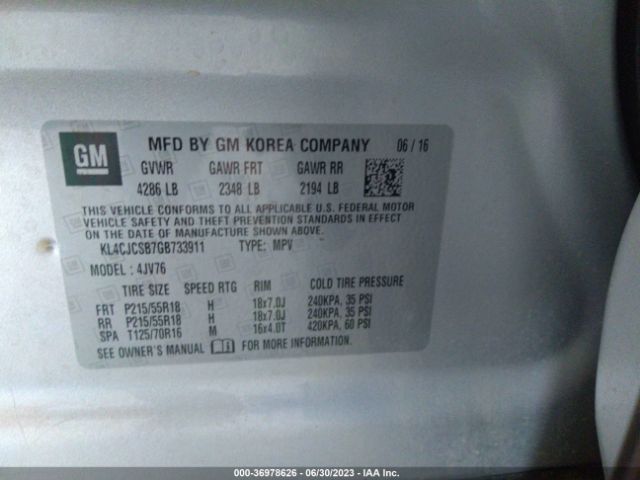 GM
MFD BY GM KOREA COMPANY 06 / 16
GVWR GAWR FRT GAWR RR
4286 LB 2348 LB 2194 LB
THIS VEHICLE CONFORMS TO ALL APPLICABLE U.S. FEDERAL MOTOR
VEHICLE SAFETY AND THEFT PREVENTION STANDARDS IN EFFECT
ON THE DATE OF MANUFACTURE SHOWN ABOVE.
KL4CJCSB7GB733911 TYPE: MPV
MODEL: 4JV76
TIRE SIZE SPEED RTG RIM COLD TIRE PRESSURE
FRT P215/55R18 H 18x7.0J 240KPA, 35 PSI
RR P215/55R18 H 18x7.0J 240KPA, 35 PSI
SPA T125/70R16 M 16x4.0T 420KPA, 60 PSI
SEE OWNER'S MANUAL FOR MORE INFORMATION.
000-36978626 - 06/30/2023 - IAA Inc.